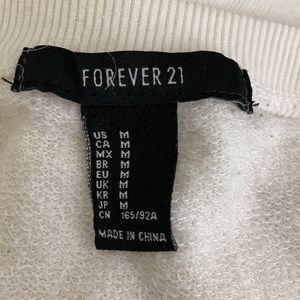 FOREVER 21
US M
CA M
MX M
BR M
EU M
UK M
KR M
JP M
CN 165/92A
MADE IN CHINA